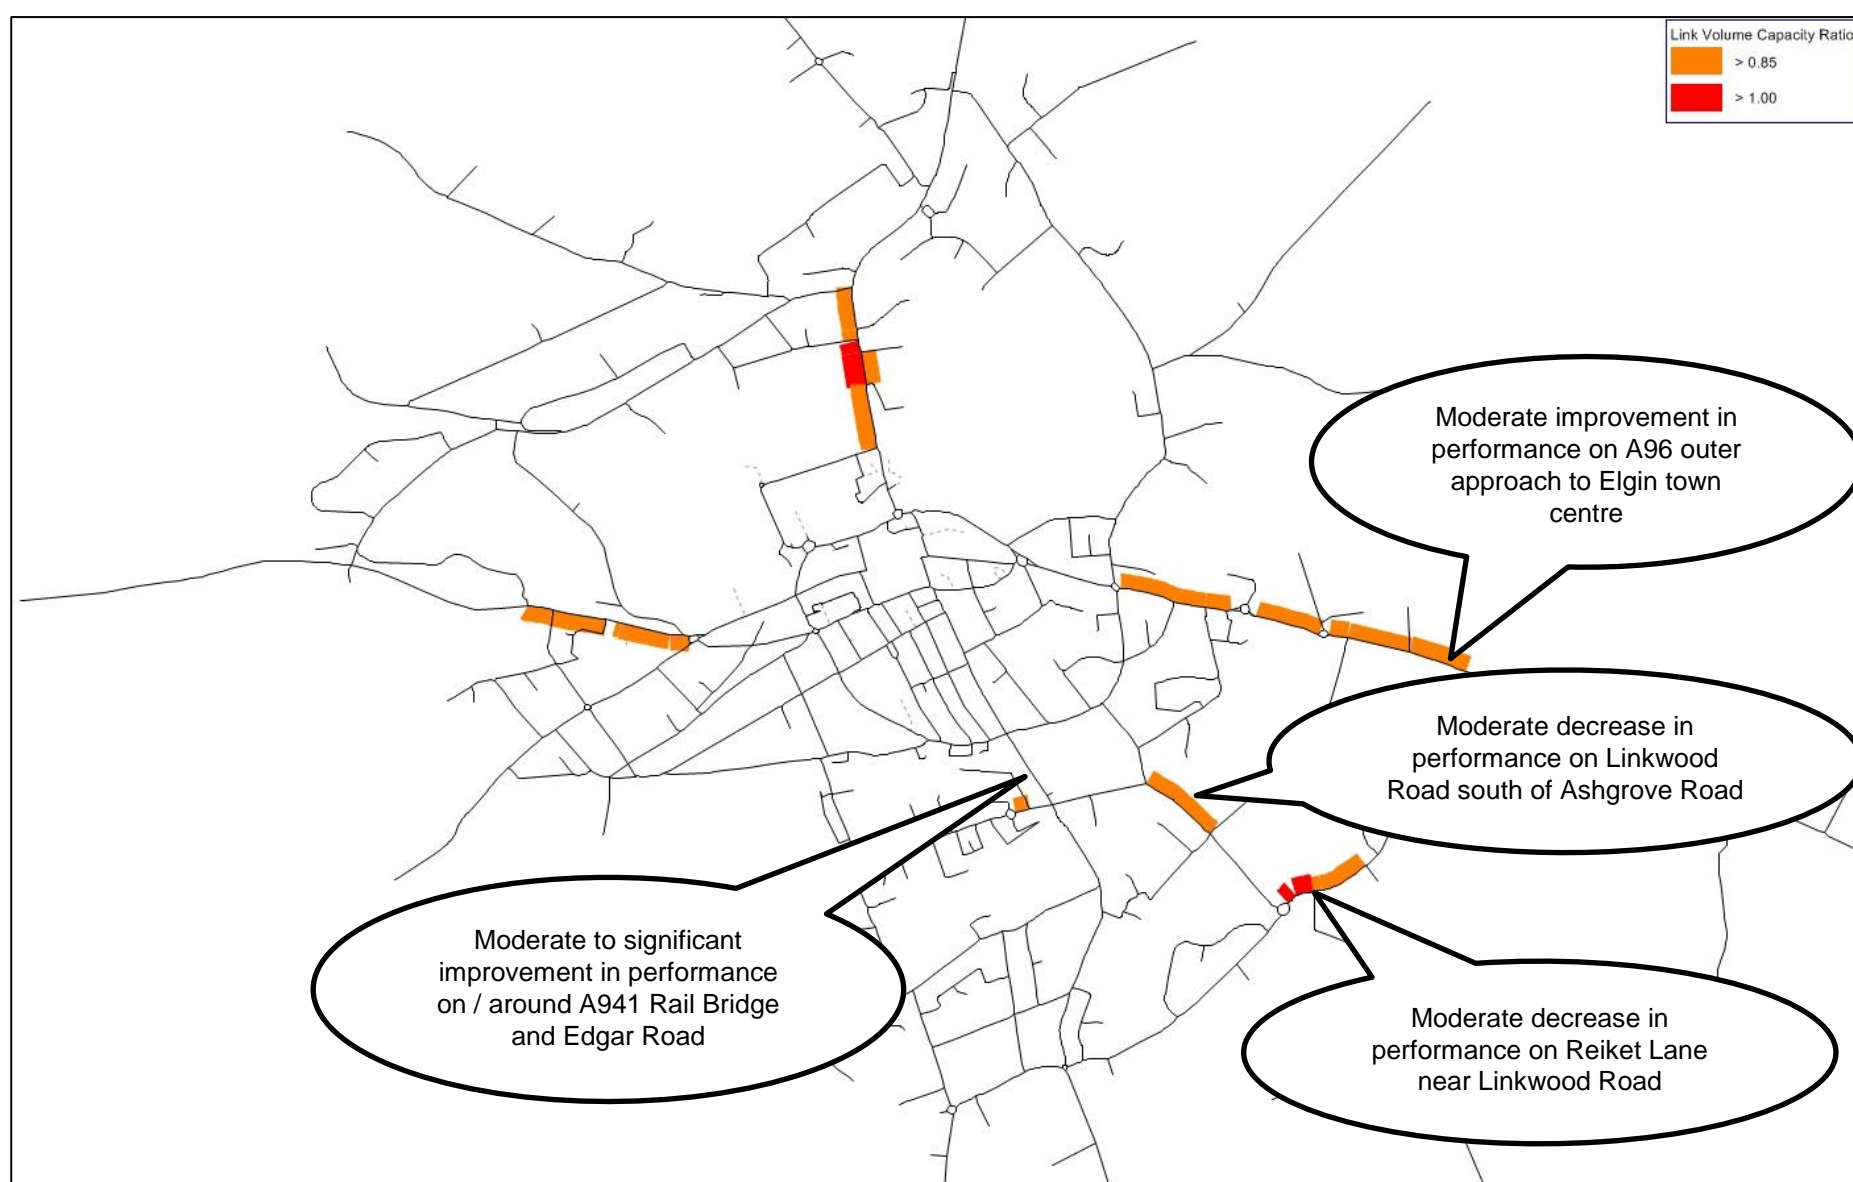 Link Volume Capacity Ratio
> 0.85
> 1.00
Moderate improvement in
performance on A96 outer
approach to Elgin town
centre
Moderate decrease in
performance on Linkwood
Road south of Ashgrove Road
Moderate to significant
improvement in performance
on / around A941 Rail Bridge
and Edgar Road
Moderate decrease in
performance on Reiket Lane
near Linkwood Road